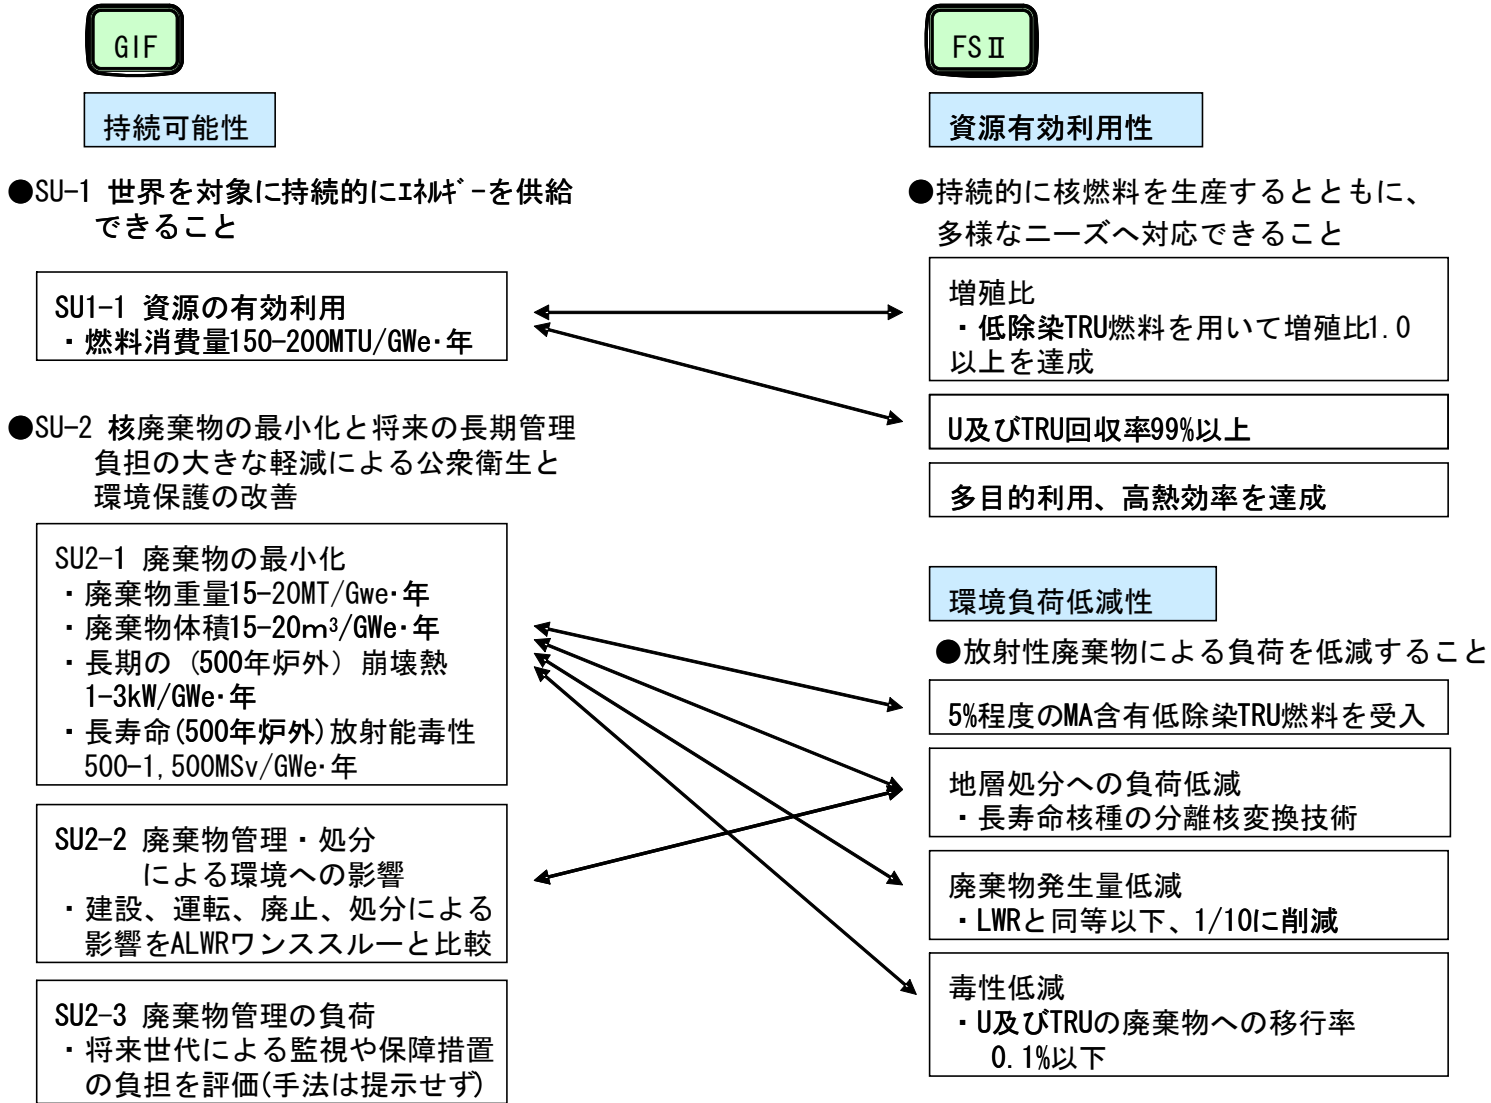 GIF
持続可能性
●SU-1 世界を対象に持続的にｴﾈﾙｷﾞｰを供給
できること
SU1-1 資源の有効利用
・燃料消費量150-200MTU/GWe・年
●SU-2 核廃棄物の最小化と将来の長期管理
負担の大きな軽減による公衆衛生と
環境保護の改善
SU2-1 廃棄物の最小化
・廃棄物重量15-20MT/Gwe・年
・廃棄物体積15-20m³/GWe・年
・長期の（500年炉外）崩壊熱
1-3kW/GWe・年
・長寿命(500年炉外)放射能毒性
500-1,500MSv/GWe・年
SU2-2 廃棄物管理・処分
による環境への影響
・建設、運転、廃止、処分による
影響をALWRワンススルーと比較
SU2-3 廃棄物管理の負荷
・将来世代による監視や保障措置
の負担を評価(手法は提示せず)
FSⅡ
資源有効利用性
●持続的に核燃料を生産するとともに、
多様なニーズへ対応できること
増殖比
・低除染TRU燃料を用いて増殖比1.0
以上を達成
U及びTRU回収率99%以上
多目的利用、高熱効率を達成
環境負荷低減性
●放射性廃棄物による負荷を低減すること
5%程度のMA含有低除染TRU燃料を受入
地層処分への負荷低減
・長寿命核種の分離核変換技術
廃棄物発生量低減
・LWRと同等以下、1/10に削減
毒性低減
・U及びTRUの廃棄物への移行率
0.1%以下